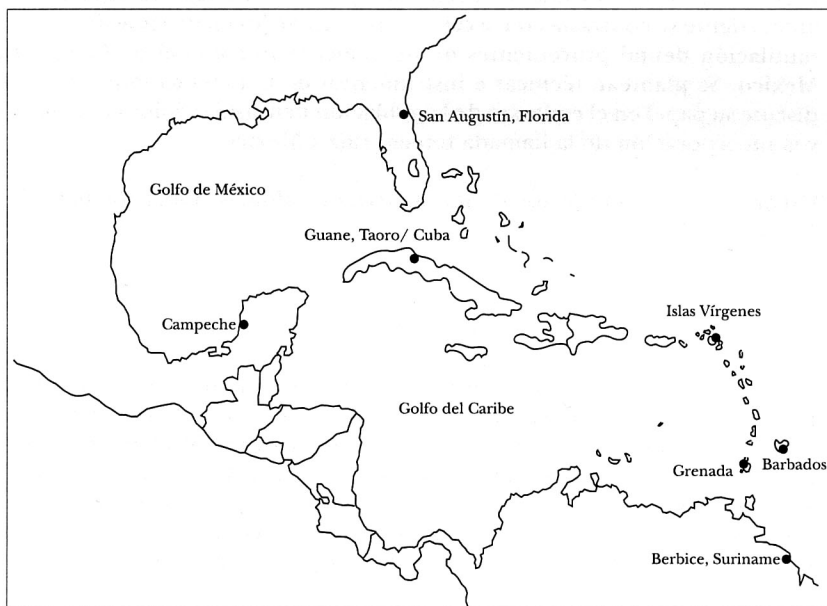 San Augustín, Florida
Golfo de México
Guane, Taoro/ Cuba
Islas Vírgenes
Campeche
Golfo del Caribe
Grenada
Barbados
Berbice, Suriname